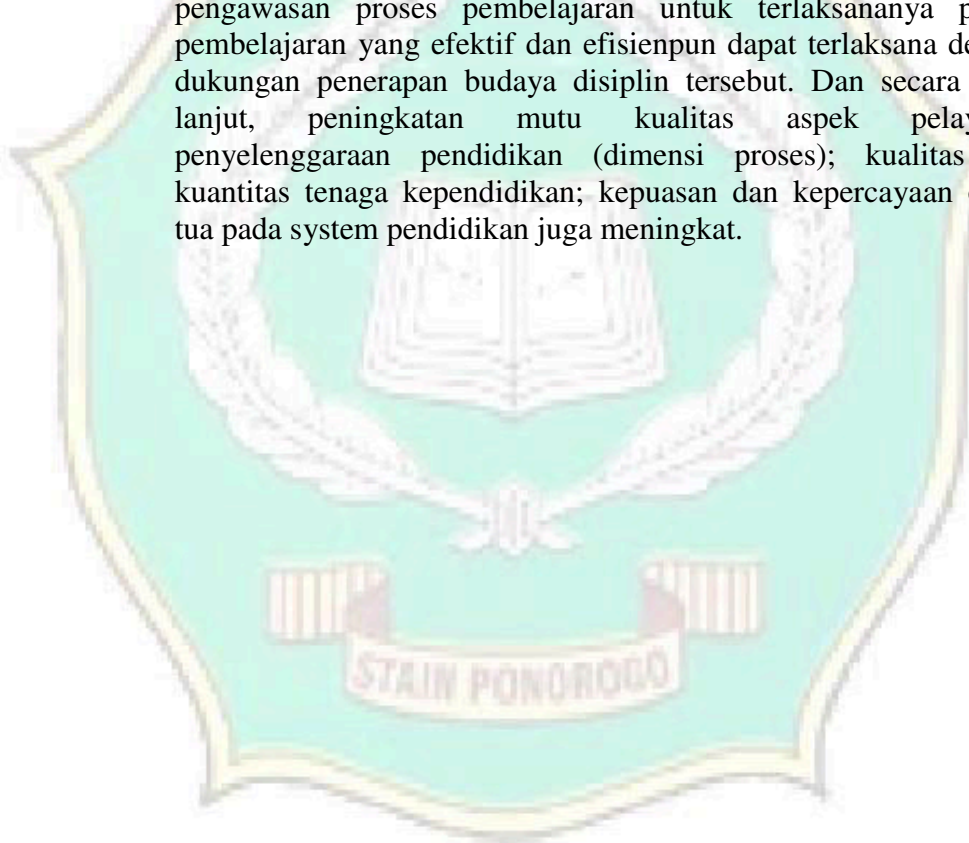 pengawasan proses pembelajaran untuk terlaksananya p
pembelajaran yang efektif dan efisienpun dapat terlaksana de
dukungan penerapan budaya disiplin tersebut. Dan secara
lanjut, peningkatan mutu kualitas aspek pelay
penyelenggaraan pendidikan (dimensi proses); kualitas
kuantitas tenaga kependidikan; kepuasan dan kepercayaan
tua pada system pendidikan juga meningkat.
STAIN PONOROGO